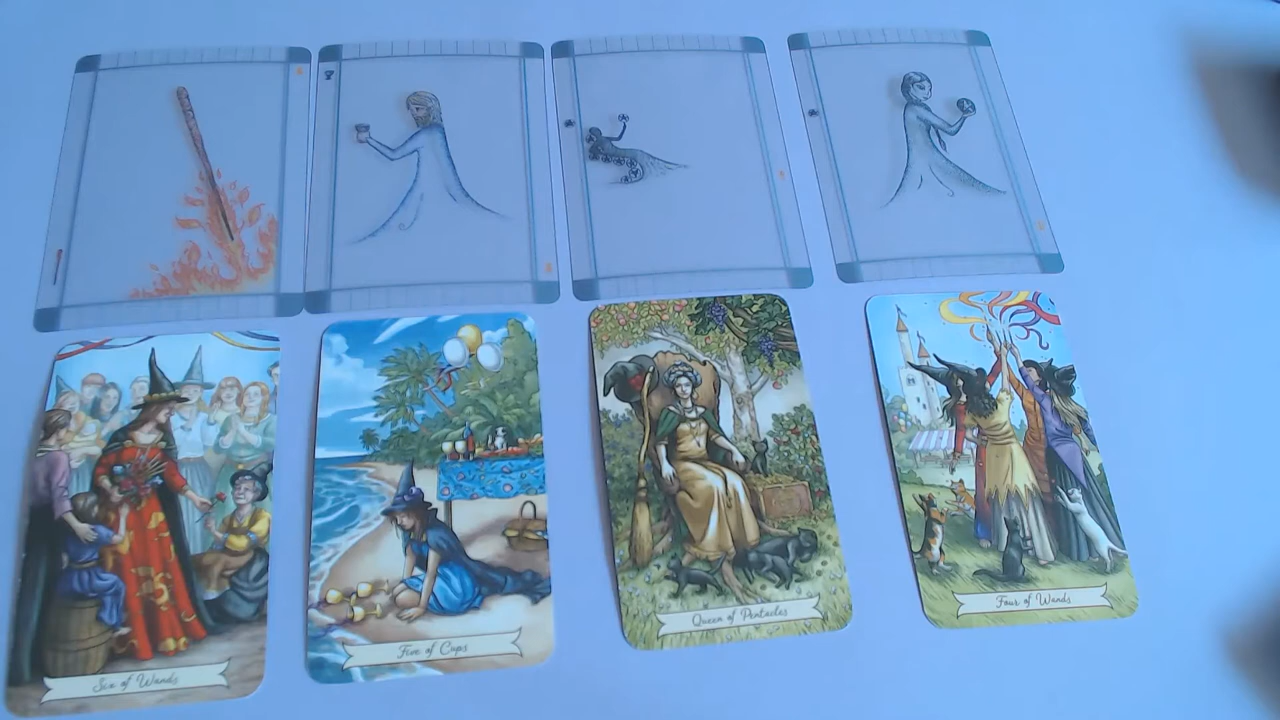 Six of Wands
Five of Cups
Queen of Pentacles
Four of Wands